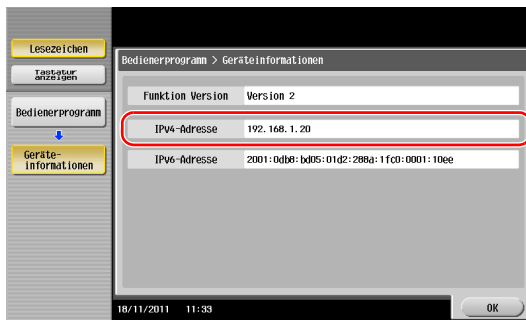 Lesezeichen
Tastatur
anzeigen
Bedienerprogramm
Geräte-
informationen
Bedienerprogramm > Geräteinformationen
Funktion Version Version 2
IPv4-Adresse 192.168.1.20
IPv6-Adresse 2001:0db8:bd05:01d2:288a:1fc0:0001:10ee
18/11/2011 11:33
OK